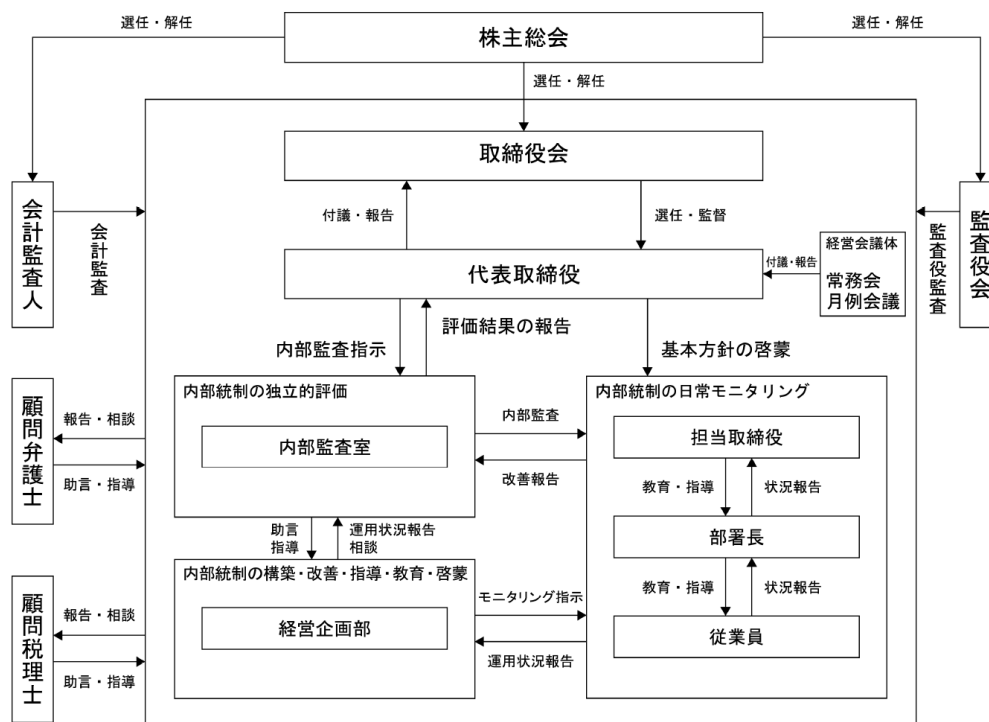 選任・解任
株主総会
選任・解任
選任・解任
取締役会
会計監査人
会計監査
付議・報告
選任・監督
監査役監査
監査役会
経営会議体
常務会
月例会議
付議・報告
代表取締役
内部監査指示
評価結果の報告
基本方針の啓蒙
内部統制の独立的評価
内部監査室
内部監査
改善報告
内部統制の日常モニタリング
担当取締役
教育・指導
状況報告
部署長
教育・指導
状況報告
従業員
顧問弁護士
報告・相談
助言・指導
助言
指導
運用状況報告
相談
内部統制の構築・改善・指導・教育・啓蒙
経営企画部
モニタリング指示
運用状況報告
顧問税理士
報告・相談
助言・指導